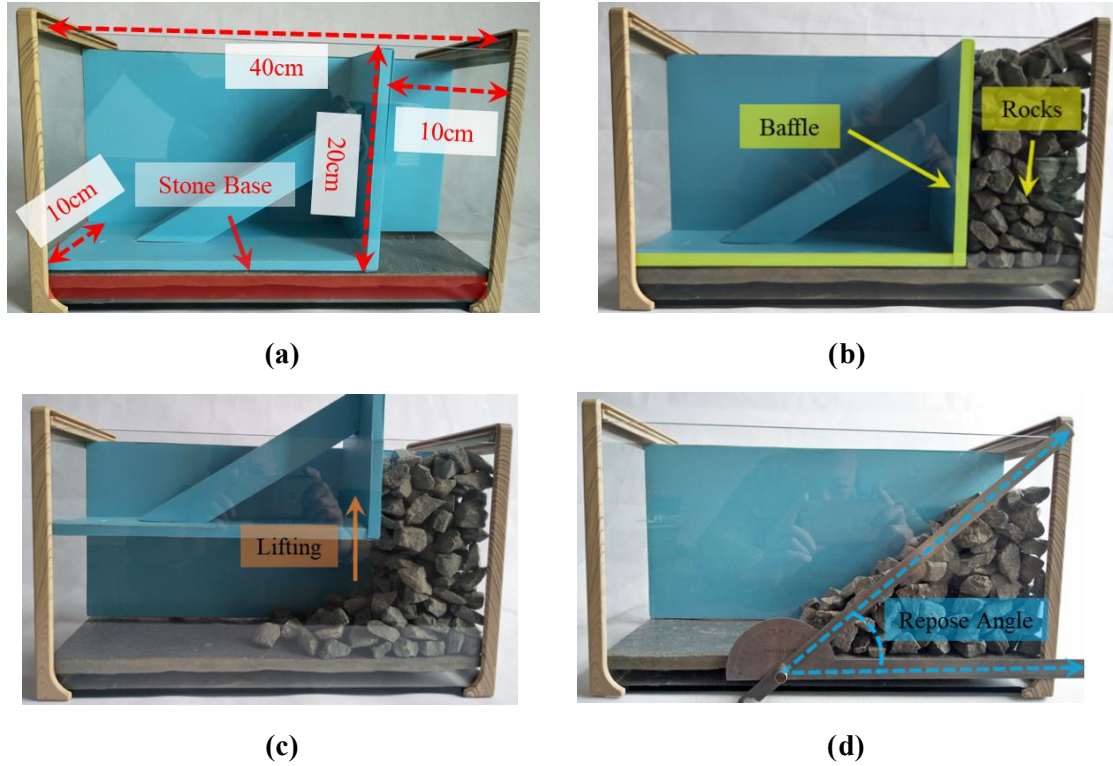 40cm
10cm
20cm
10cm
Stone Base
(a)
Baffle
Rocks
(b)
Lifting
(c)
Repose Angle
(d)